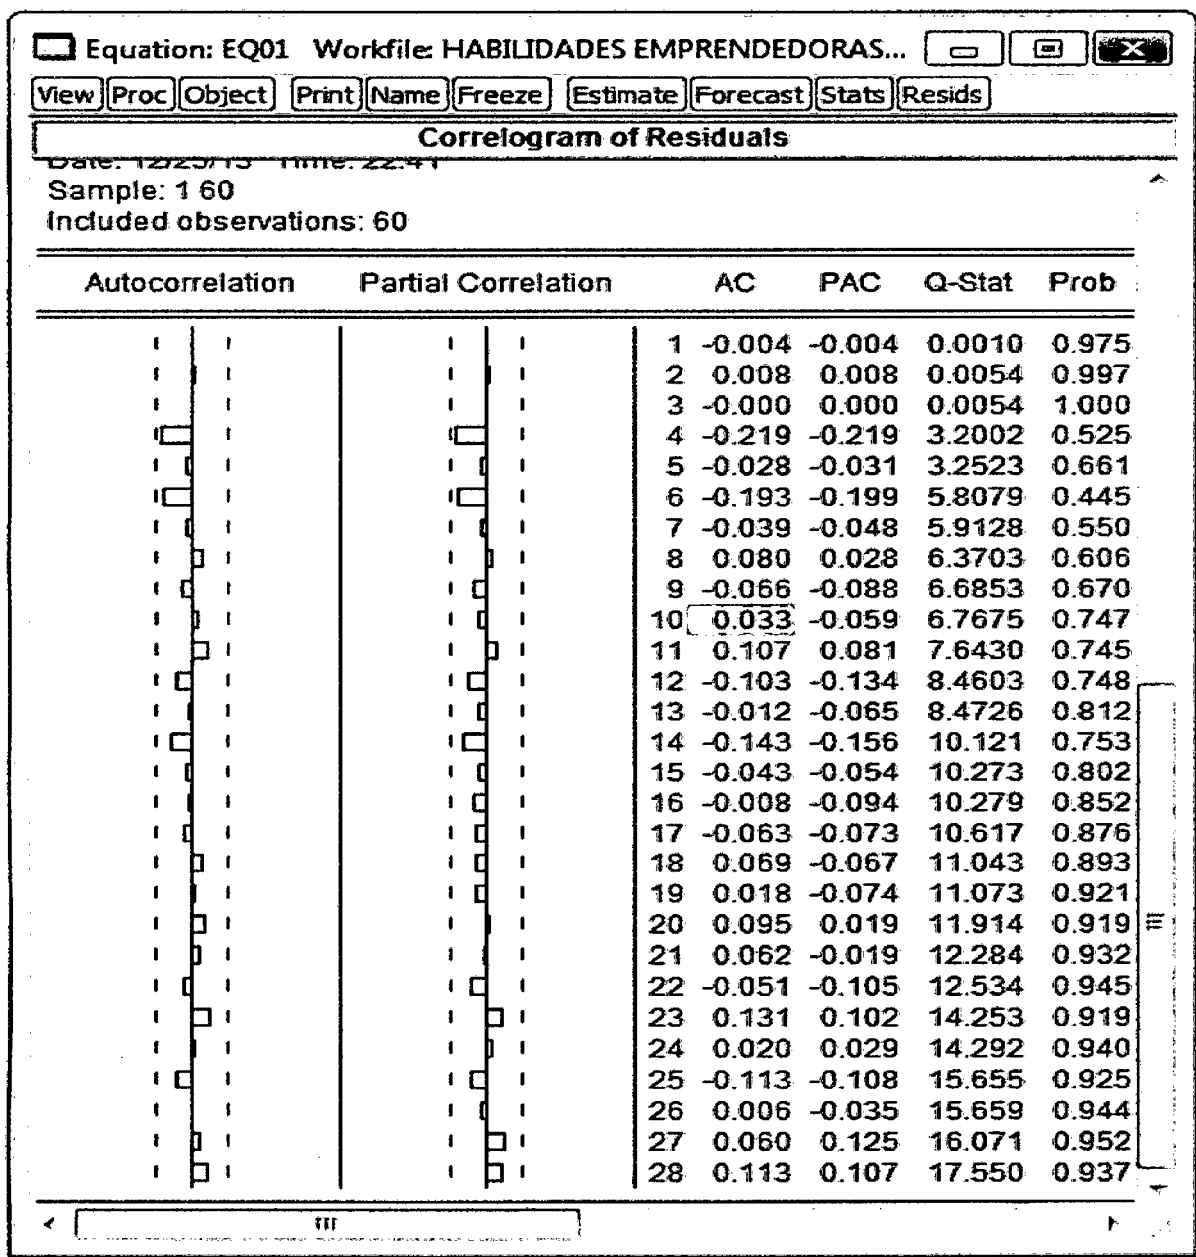 Equation: EQ01 Workfile: HABILIDADES EMPRENDEDORAS...
View Proc Object Print Name Freeze Estimate Forecast Stats Resids
Correlogram of Residuals
Sample: 1 60
Included observations: 60
Autocorrelation Partial Correlation AC PAC Q-Stat Prob
1 -0.004 -0.004 0.0010 0.975
2 0.008 0.008 0.0054 0.997
3 -0.000 0.000 0.0054 1.000
4 -0.219 -0.219 3.2002 0.525
5 -0.028 -0.031 3.2523 0.661
6 -0.193 -0.199 5.8079 0.445
7 -0.039 -0.048 5.9128 0.550
8 0.080 0.028 6.3703 0.606
9 -0.066 -0.088 6.6853 0.670
10 0.033 -0.059 6.7675 0.747
11 0.107 0.081 7.6430 0.745
12 -0.103 -0.134 8.4603 0.748
13 -0.012 -0.065 8.4726 0.812
14 -0.143 -0.156 10.121 0.753
15 -0.043 -0.054 10.273 0.802
16 -0.008 -0.094 10.279 0.852
17 -0.063 -0.073 10.617 0.876
18 0.069 -0.067 11.043 0.893
19 0.018 -0.074 11.073 0.921
20 0.095 0.019 11.914 0.919
21 0.062 -0.019 12.284 0.932
22 -0.051 -0.105 12.534 0.945
23 0.131 0.102 14.253 0.919
24 0.020 0.029 14.292 0.940
25 -0.113 -0.108 15.655 0.925
26 0.006 -0.035 15.659 0.944
27 0.060 0.125 16.071 0.952
28 0.113 0.107 17.550 0.937